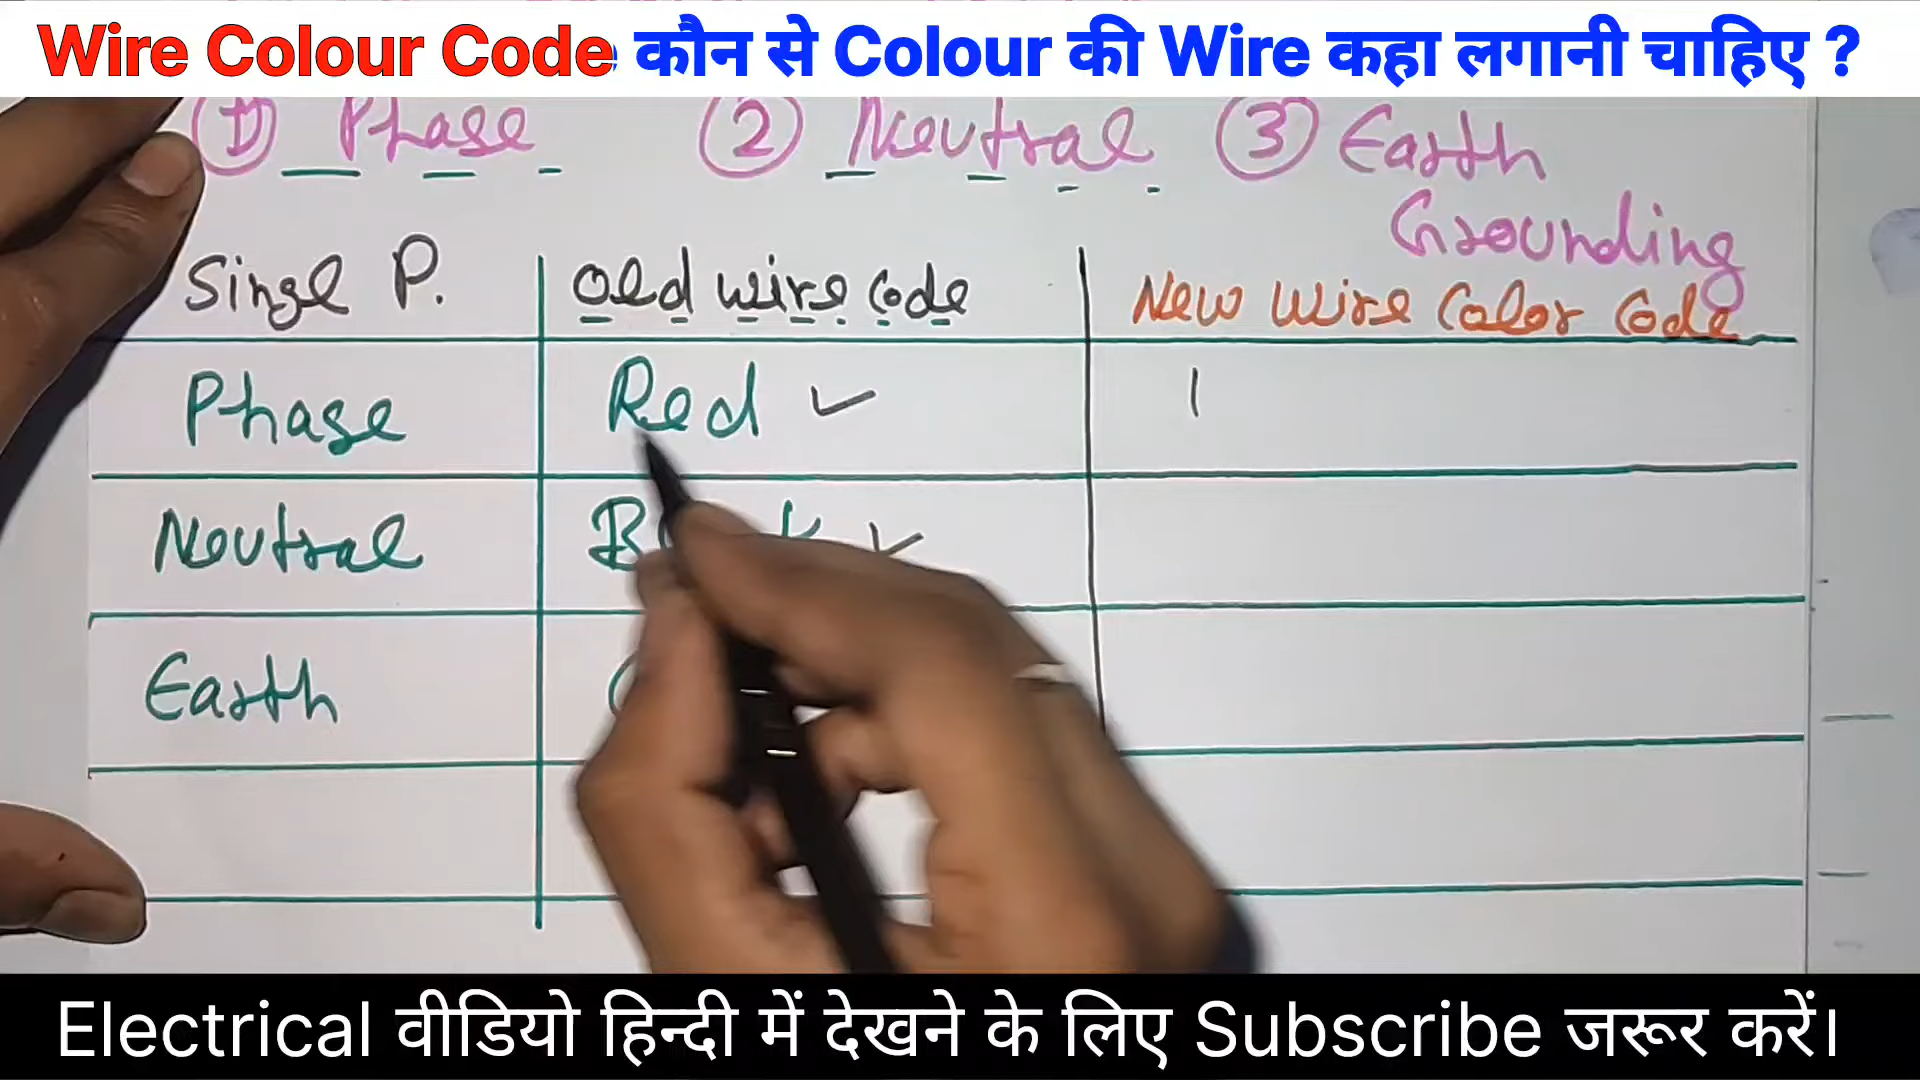 Wire Colour Code कौन से Colour की Wire कहा लगानी चाहिए ?
① Phase ② Neutral ③ Earth
Grounding
Singl P. Old wire code New Wire Color Code
Phase Red ✓
Neutral ✓
Earth
Electrical वीडियो हिन्दी में देखने के लिए Subscribe जरूर करें।